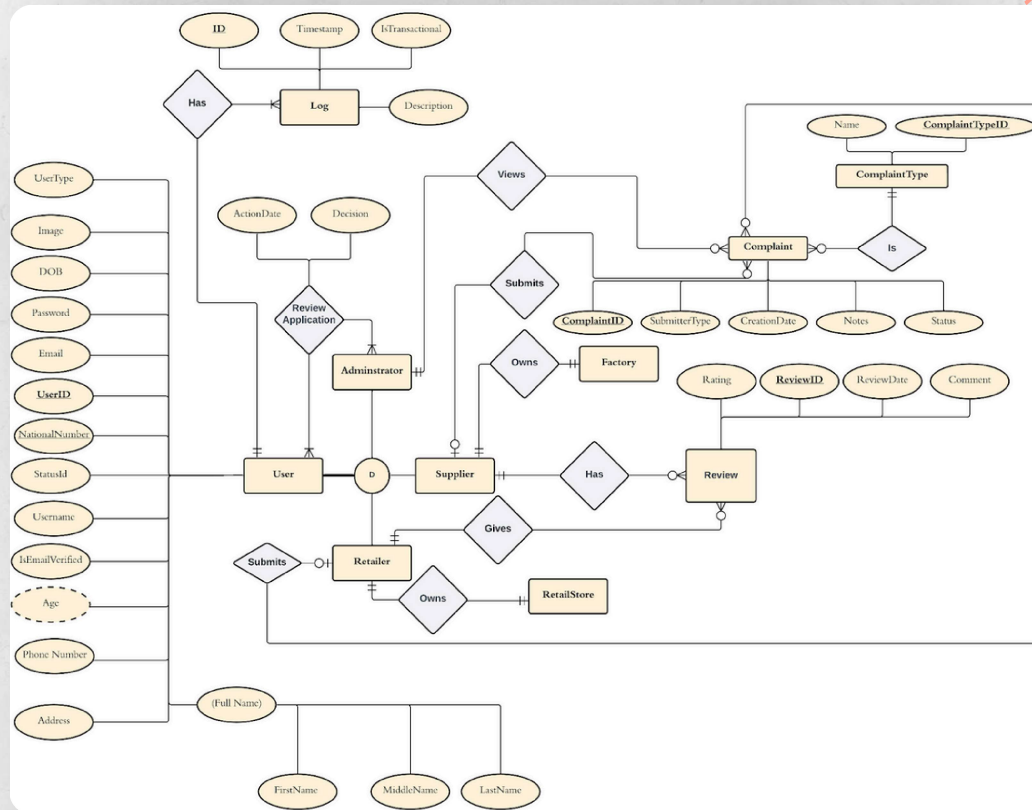 ID
Timestamp
IsTransactional
Has
Log
Description
Name
ComplaintTypeID
UserType
Views
ComplaintType
ActionDate
Decision
Image
Complaint
Is
DOB
Submits
Password
Review
Application
ComplaintID
SubmitterType
CreationDate
Notes
Status
Email
Adminstrator
Owns
Factory
UserID
Rating
ReviewID
ReviewDate
Comment
NationalNumber
StatusId
User
D
Supplier
Has
Review
Username
Gives
IsEmailVerified
Submits
Retailer
Age
Owns
RetailStore
Phone Number
(Full Name)
Address
FirstName
MiddleName
LastName